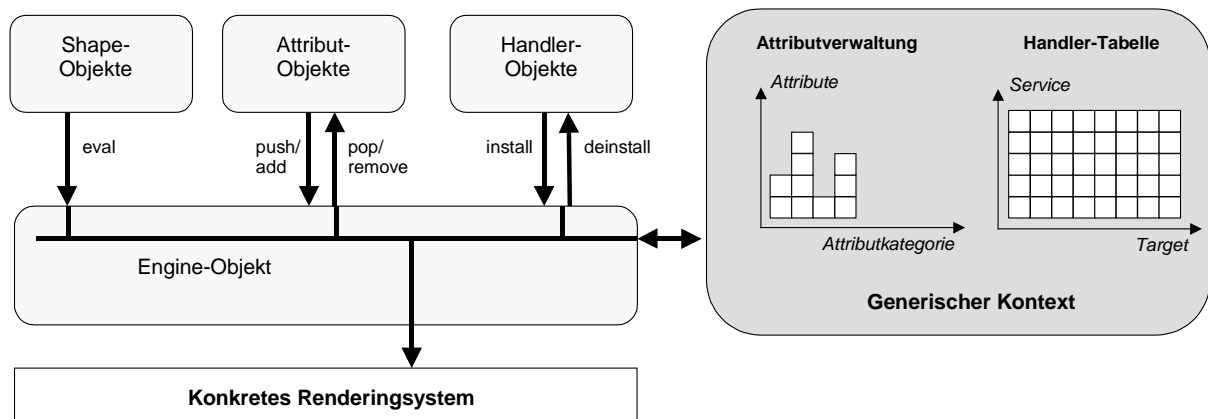 Shape-
Objekte
Attribut-
Objekte
Handler-
Objekte
eval
push/
add
pop/
remove
install
deinstall
Engine-Objekt
Konkretes Renderingsystem
Attributverwaltung
Handler-Tabelle
Attribute
Service
Attributkategorie
Target
Generischer Kontext